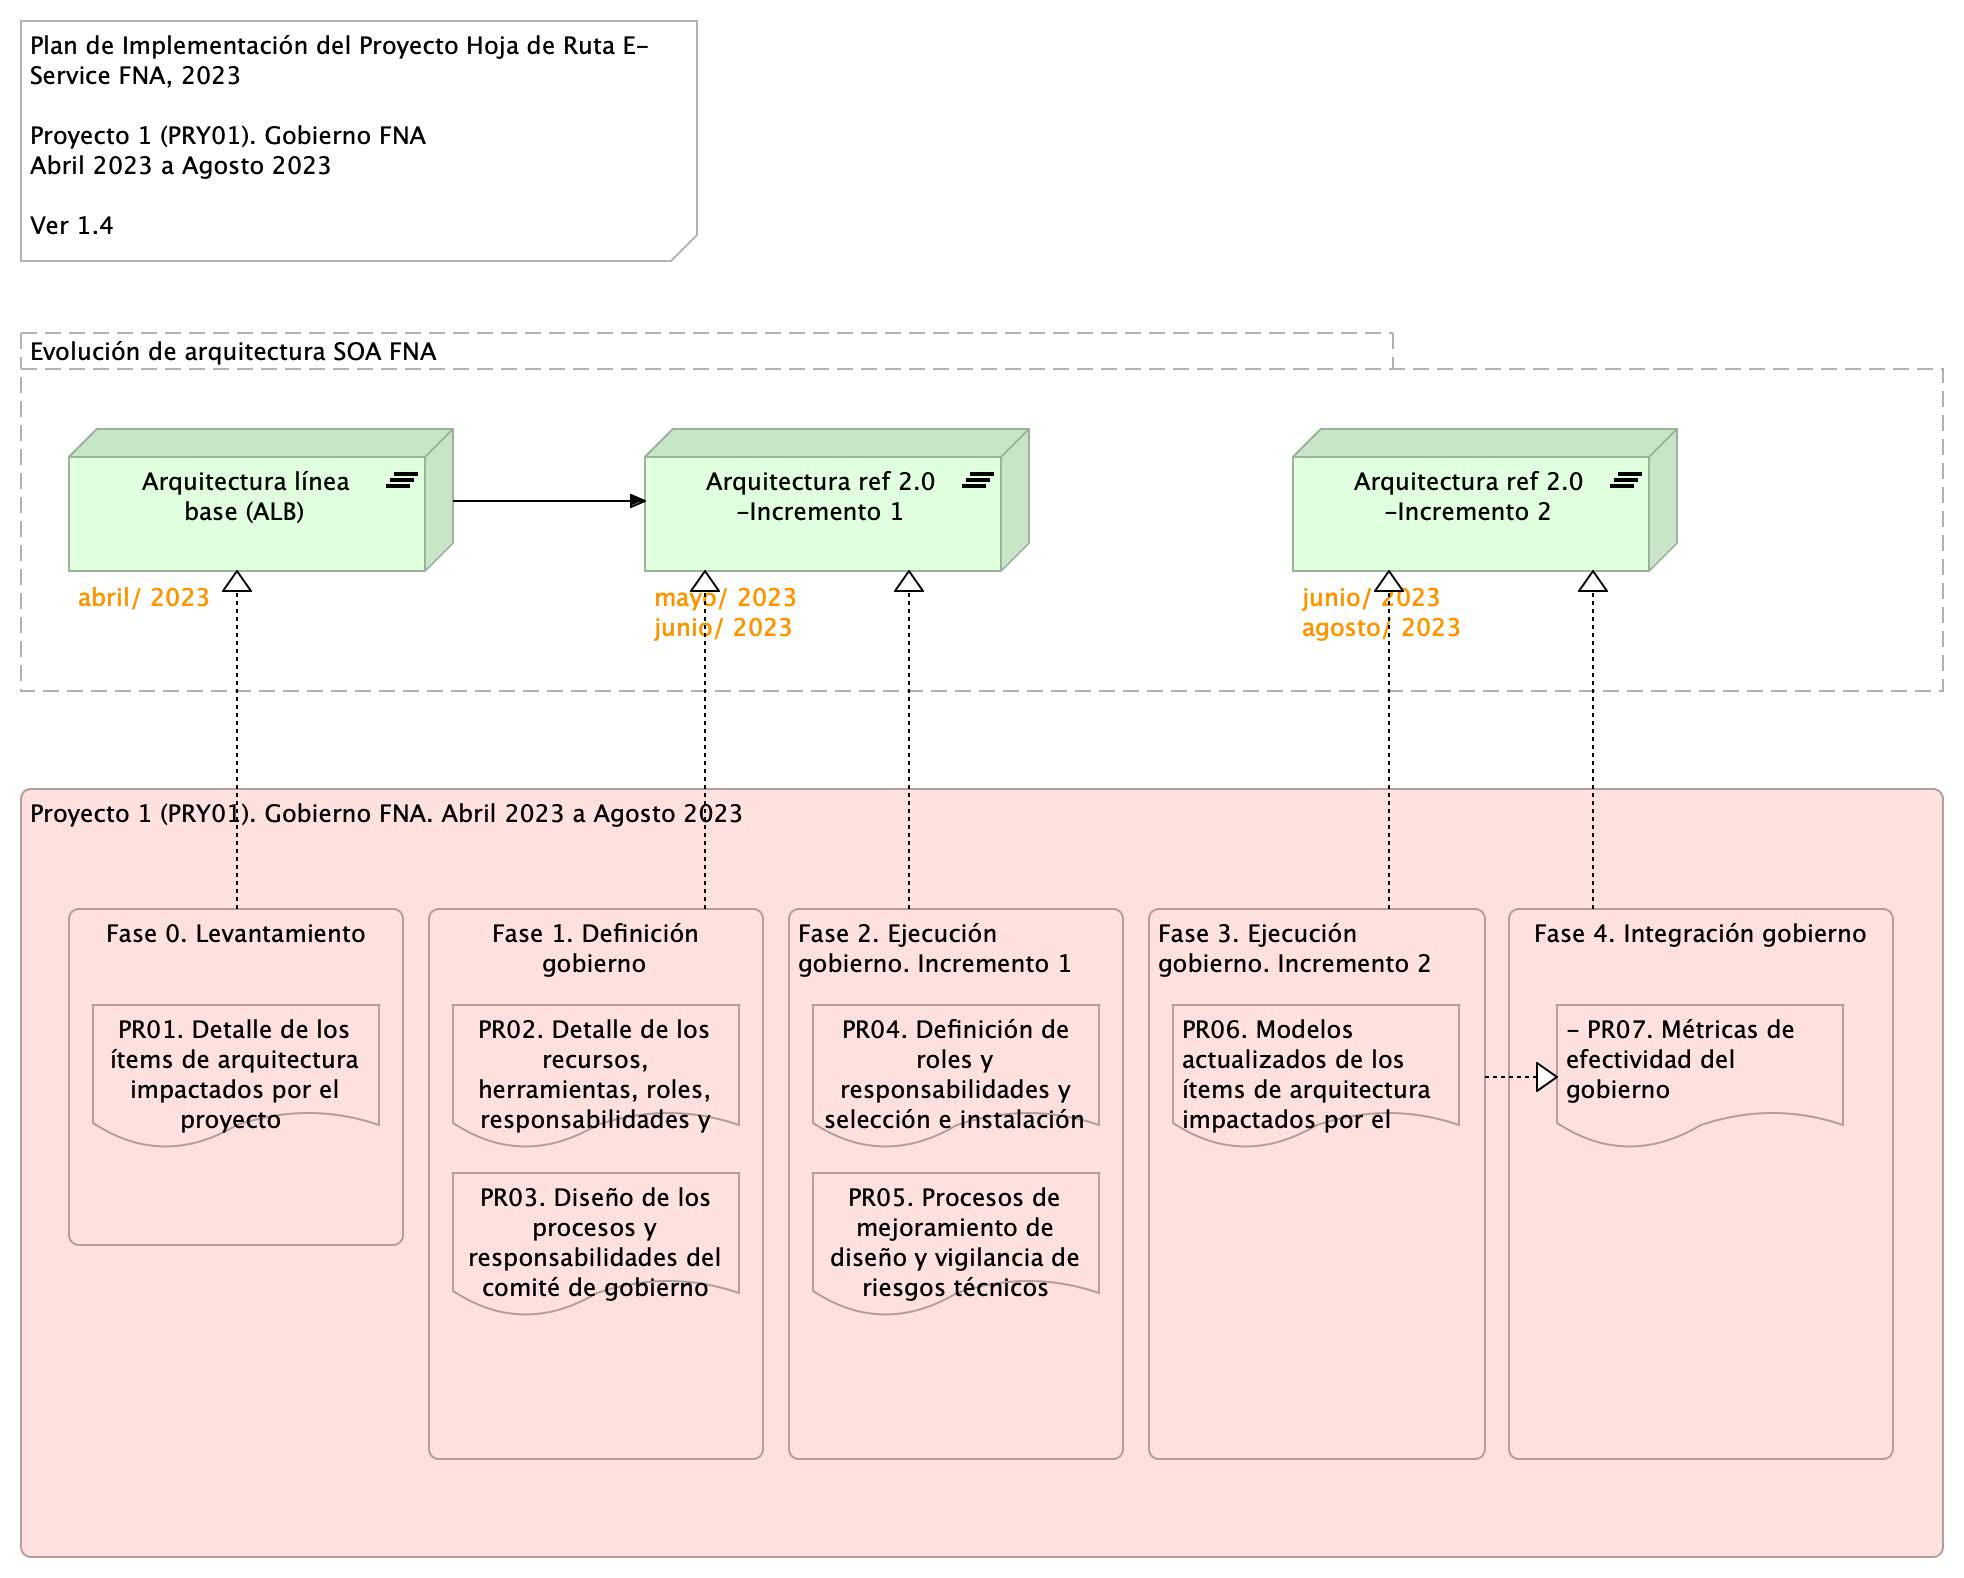 Plan de Implementación del Proyecto Hoja de Ruta E-
Service FNA, 2023
Proyecto 1 (PRY01). Gobierno FNA
Abril 2023 a Agosto 2023
Ver 1.4
Evolución de arquitectura SOA FNA
Arquitectura línea
base (ALB)
abril/ 2023
Arquitectura ref 2.0
-Incremento 1
mayo/ 2023
junio/ 2023
Arquitectura ref 2.0
-Incremento 2
junio/ 2023
agosto/ 2023
Proyecto 1 (PRY01). Gobierno FNA. Abril 2023 a Agosto 2023
Fase 0. Levantamiento
PR01. Detalle de los
ítems de arquitectura
impactados por el
proyecto
Fase 1. Definición
gobierno
PR02. Detalle de los
recursos,
herramientas, roles,
responsabilidades y
PR03. Diseño de los
procesos y
responsabilidades del
comité de gobierno
Fase 2. Ejecución
gobierno. Incremento 1
PR04. Definición de
roles y
responsabilidades y
selección e instalación
PR05. Procesos de
mejoramiento de
diseño y vigilancia de
riesgos técnicos
Fase 3. Ejecución
gobierno. Incremento 2
PR06. Modelos
actualizados de los
ítems de arquitectura
impactados por el
Fase 4. Integración gobierno
- PR07. Métricas de
efectividad del
gobierno